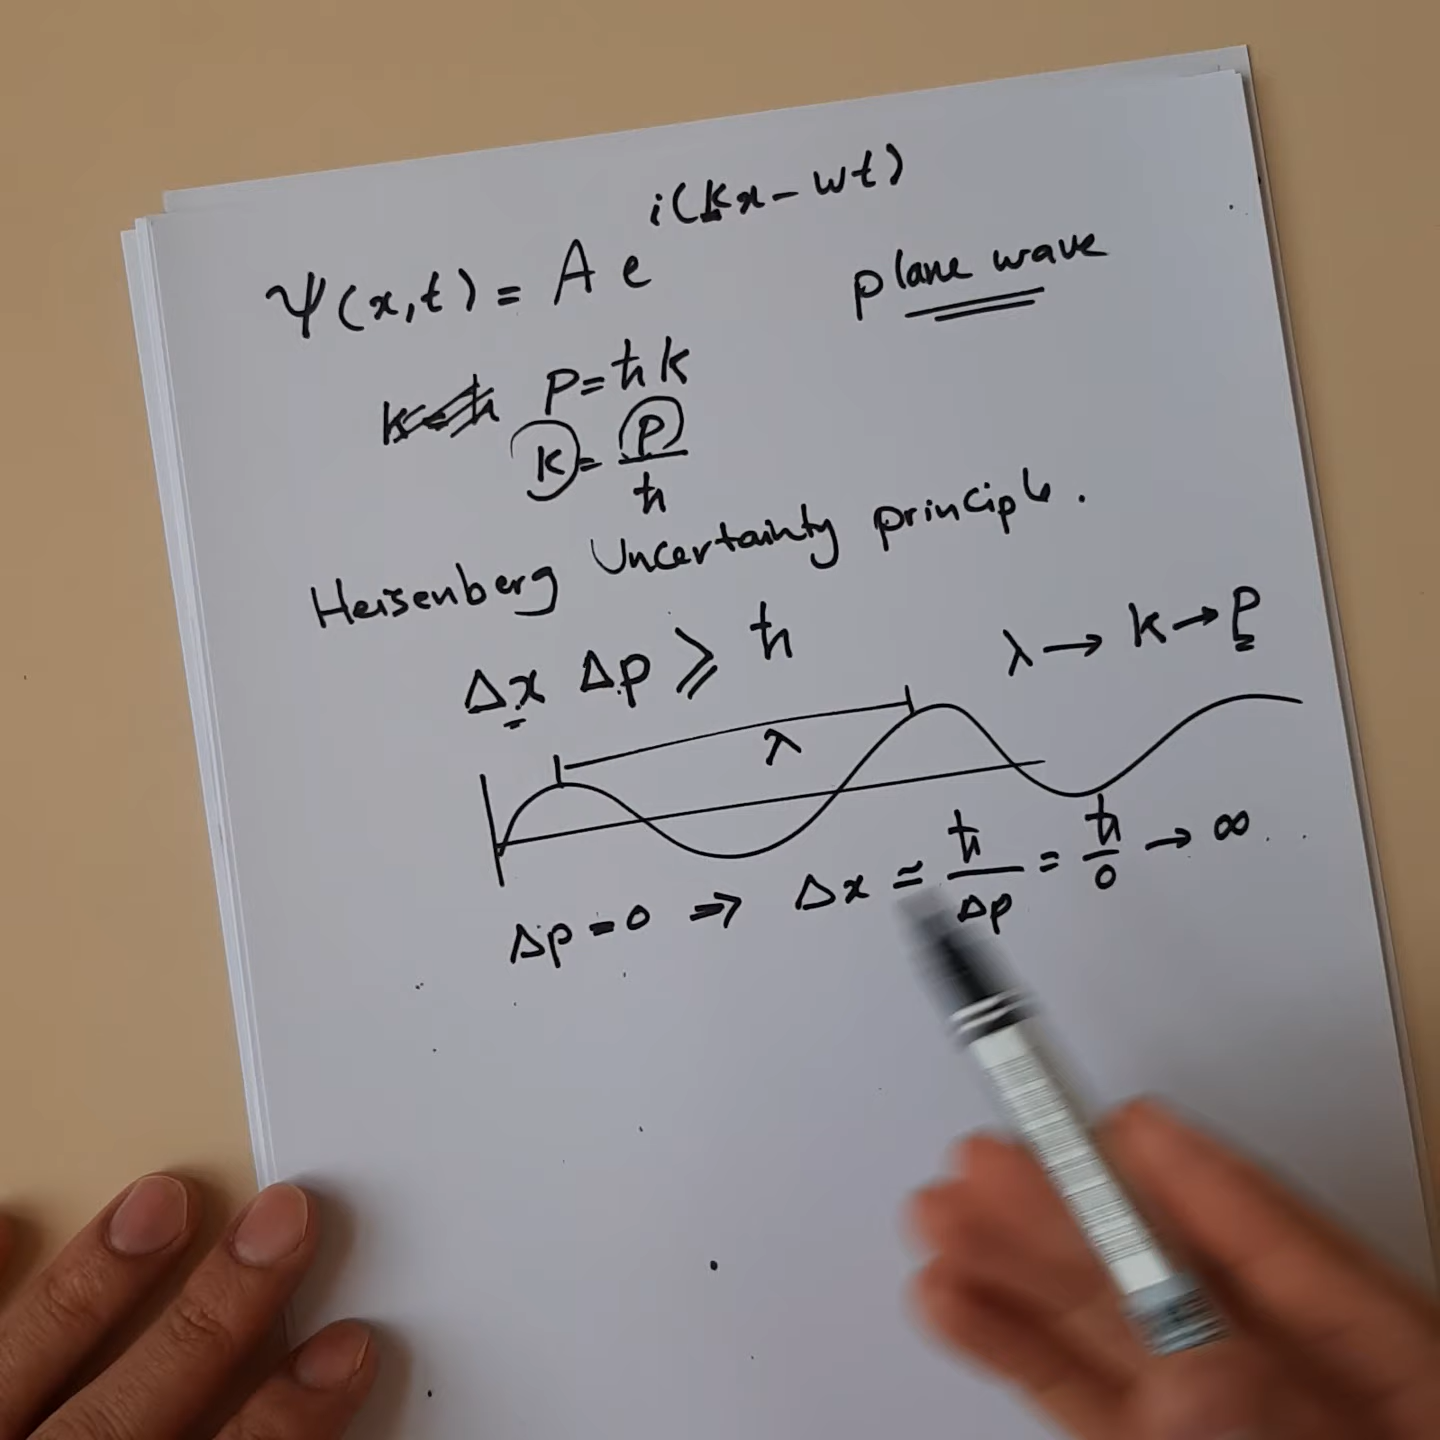 Ψ(x,t) = A e^{i(kx-wt)}
plane wave
P=ħk
k = P/ħ
Heisenberg Uncertainty principle.
Δx Δp ⩾ ħ
λ → k → P
λ
Δp=0 ⇒ Δx ≃ ħ/Δp = ħ/0 → ∞